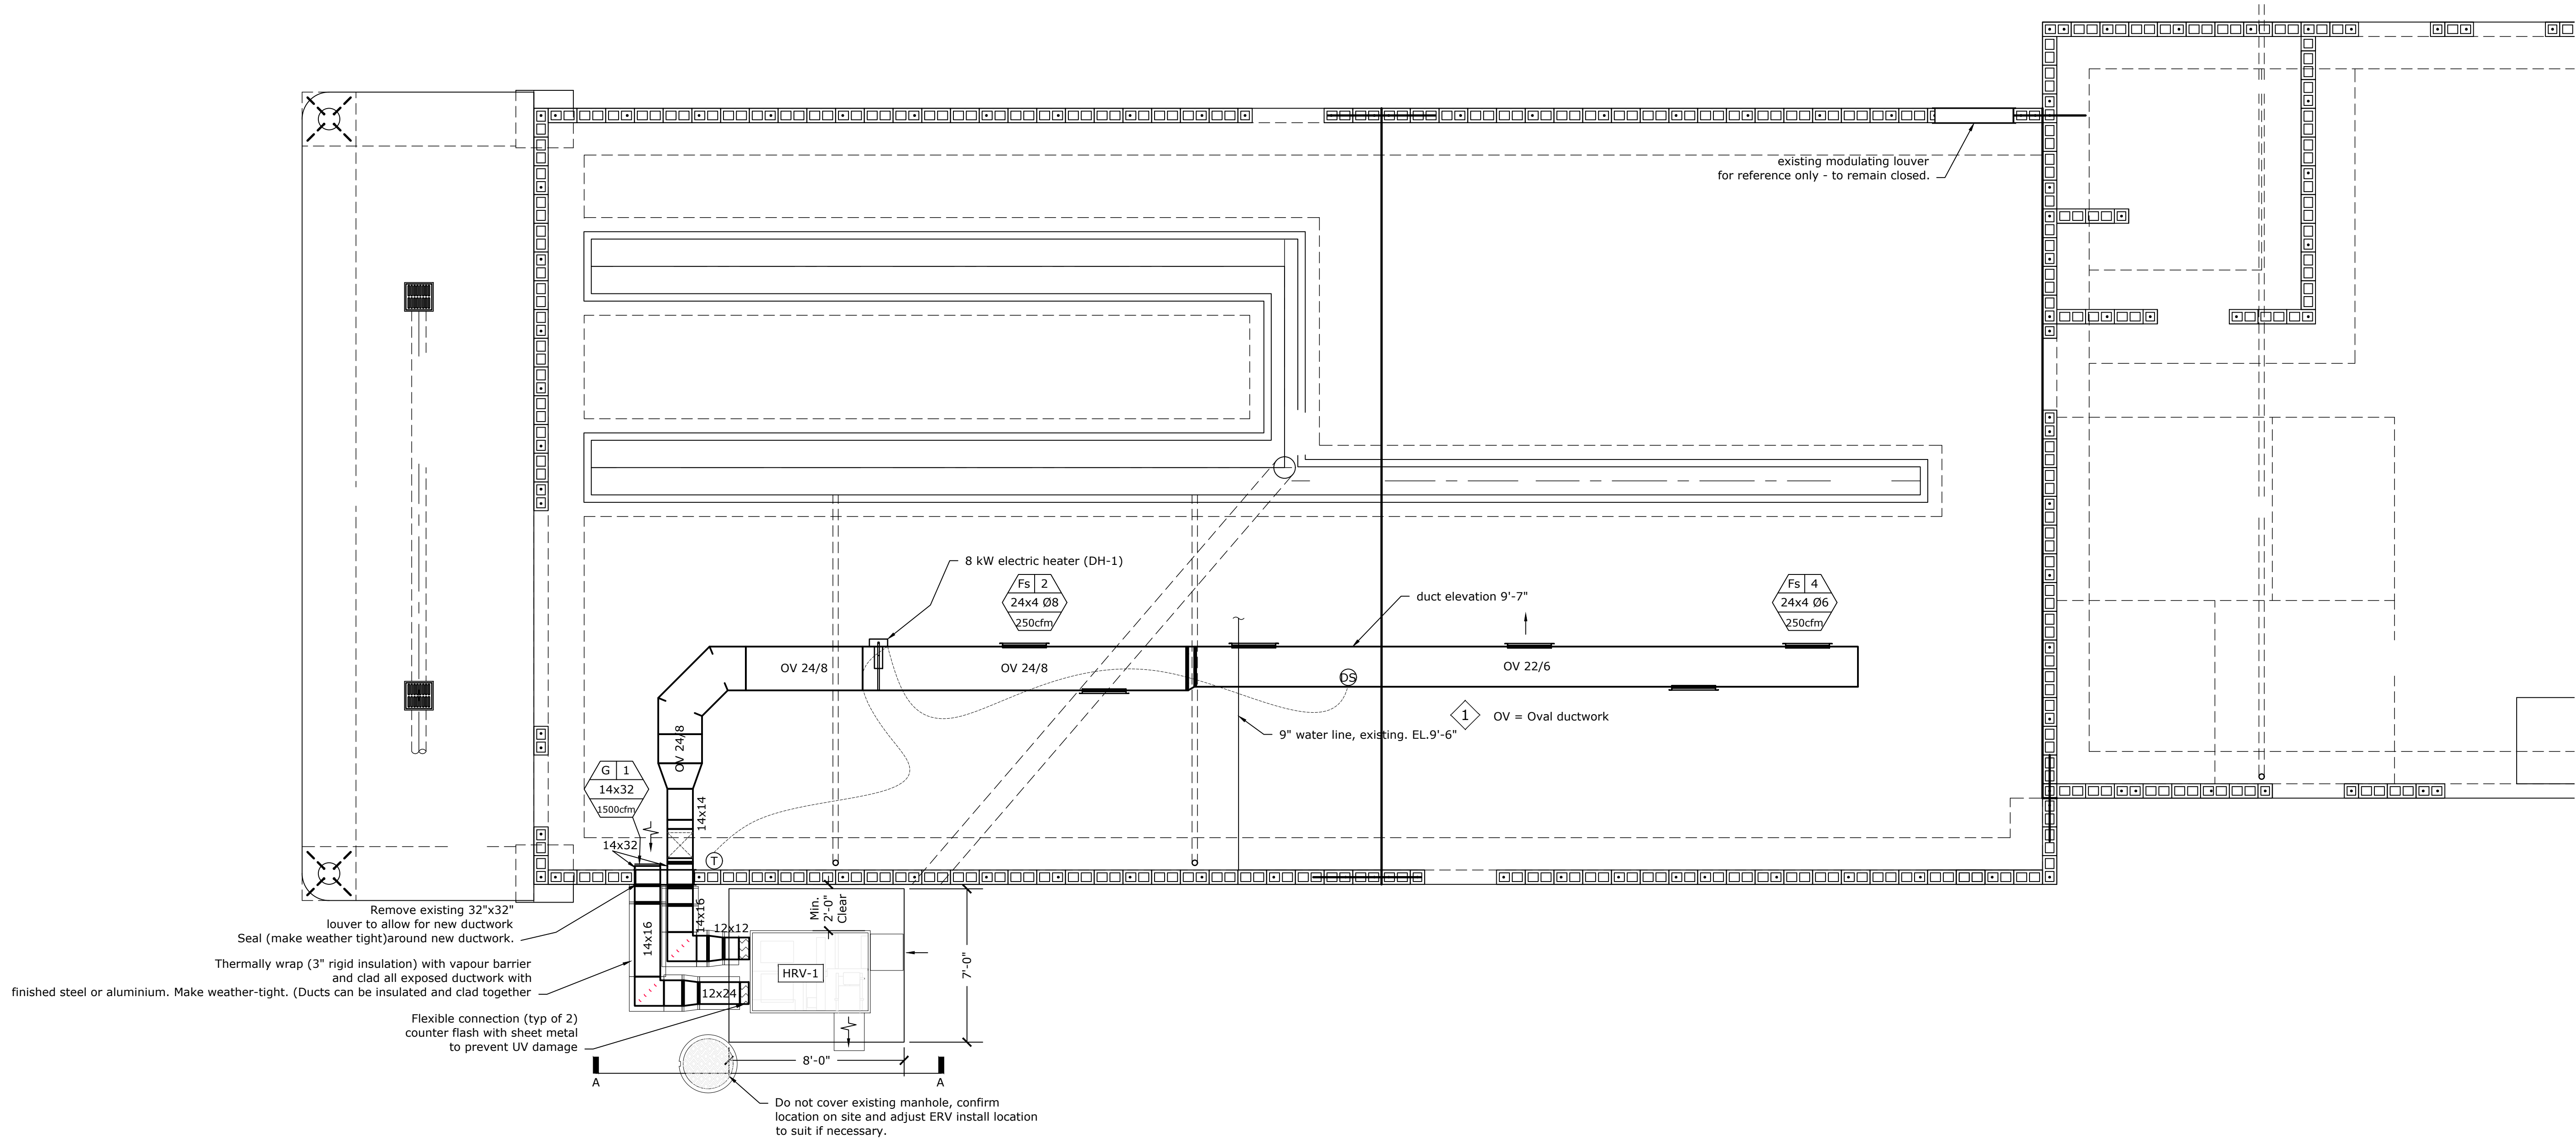 existing modulating louver
for reference only - to remain closed.
8 kW electric heater (DH-1)
Fs 2
24x4 Ø8
250cfm
duct elevation 9'-7"
Fs 4
24x4 Ø6
250cfm
OV 24/8
OV 24/8
OV 22/6
DS
1
OV = Oval ductwork
9" water line, existing. EL.9'-6"
OV 24/8
G 1
14x32
1500cfm
14x14
14x32
T
Remove existing 32"x32"
louver to allow for new ductwork
Seal (make weather tight)around new ductwork.
14x16
14x16
12x12
Min.
2'-0"
Clear
7'-0"
Thermally wrap (3" rigid insulation) with vapour barrier
and clad all exposed ductwork with
finished steel or aluminium. Make weather-tight. (Ducts can be insulated and clad together
HRV-1
12x24
Flexible connection (typ of 2)
counter flash with sheet metal
to prevent UV damage
8'-0"
A
A
Do not cover existing manhole, confirm
location on site and adjust ERV install location
to suit if necessary.